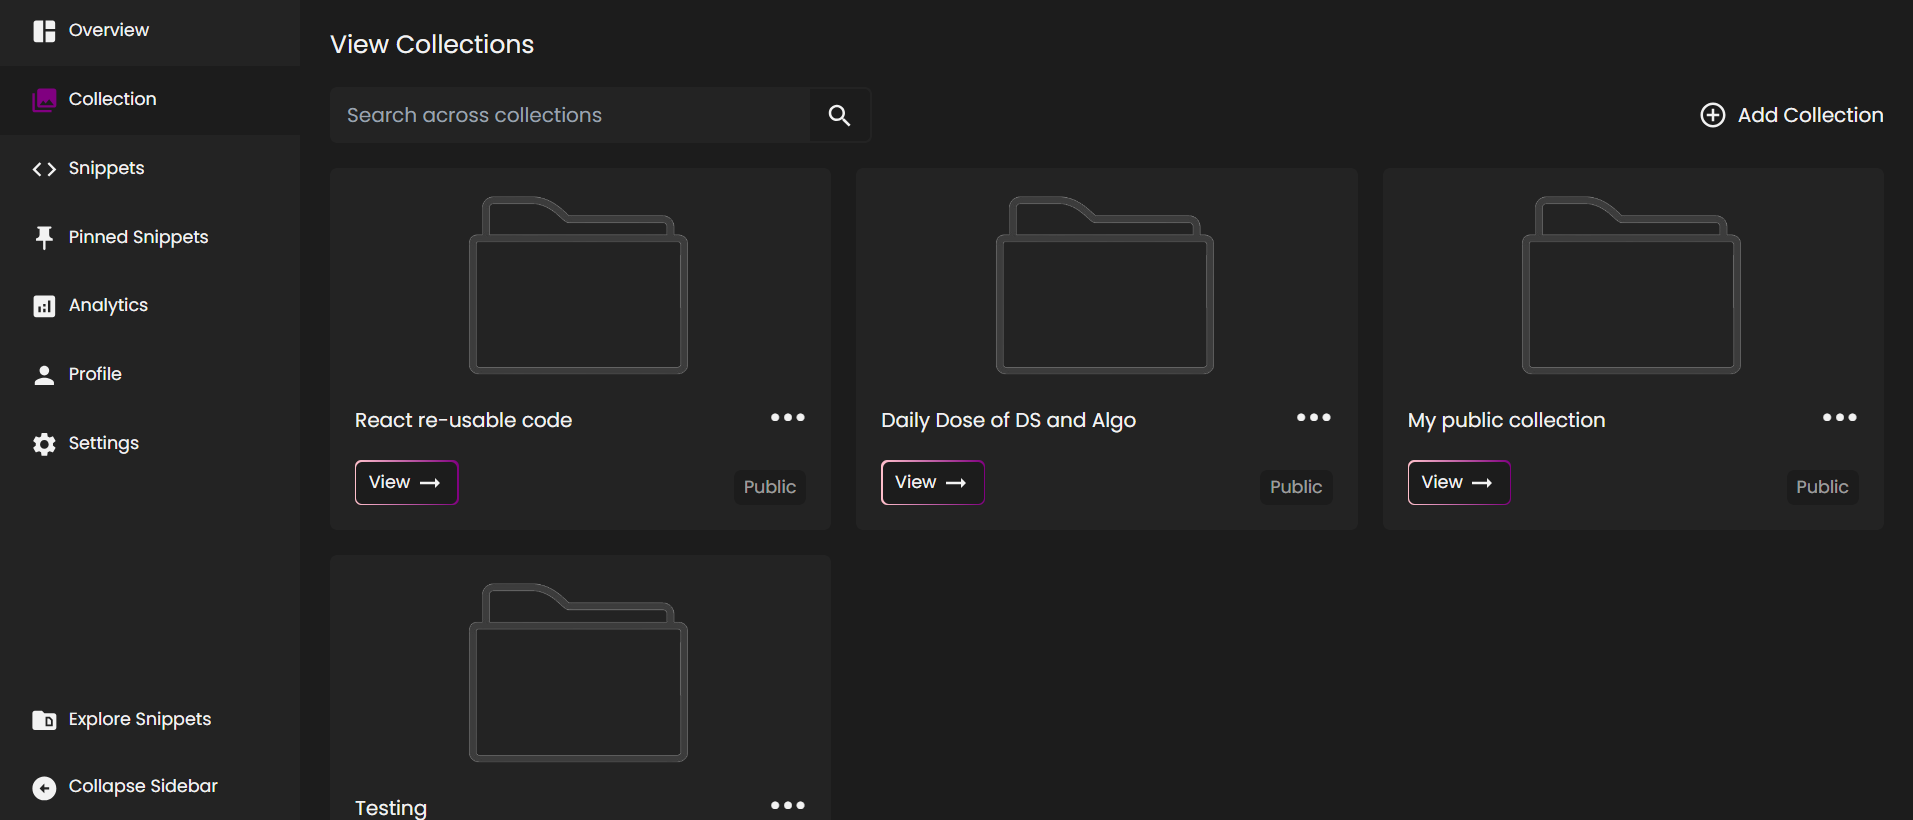 Overview
Collection
Snippets
Pinned Snippets
Analytics
Profile
Settings
Explore Snippets
Collapse Sidebar
View Collections
Search across collections
Add Collection
React re-usable code
View
Public
Daily Dose of DS and Algo
View
Public
My public collection
View
Public
Testing